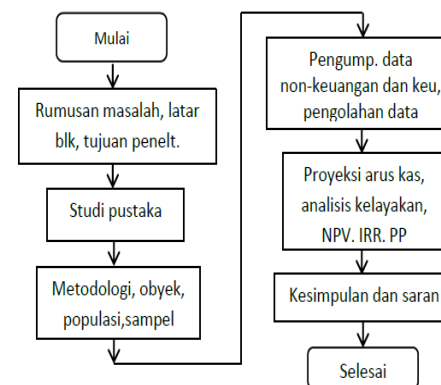 Mulai
Rumusan masalah, latar
blk, tujuan penelt.
Studi pustaka
Metodologi, obyek,
populasi,sampel
Pengump. data
non-keuangan dan keu,
pengolahan data
Proyeksi arus kas,
analisis kelayakan,
NPV. IRR. PP
Kesimpulan dan saran
Selesai